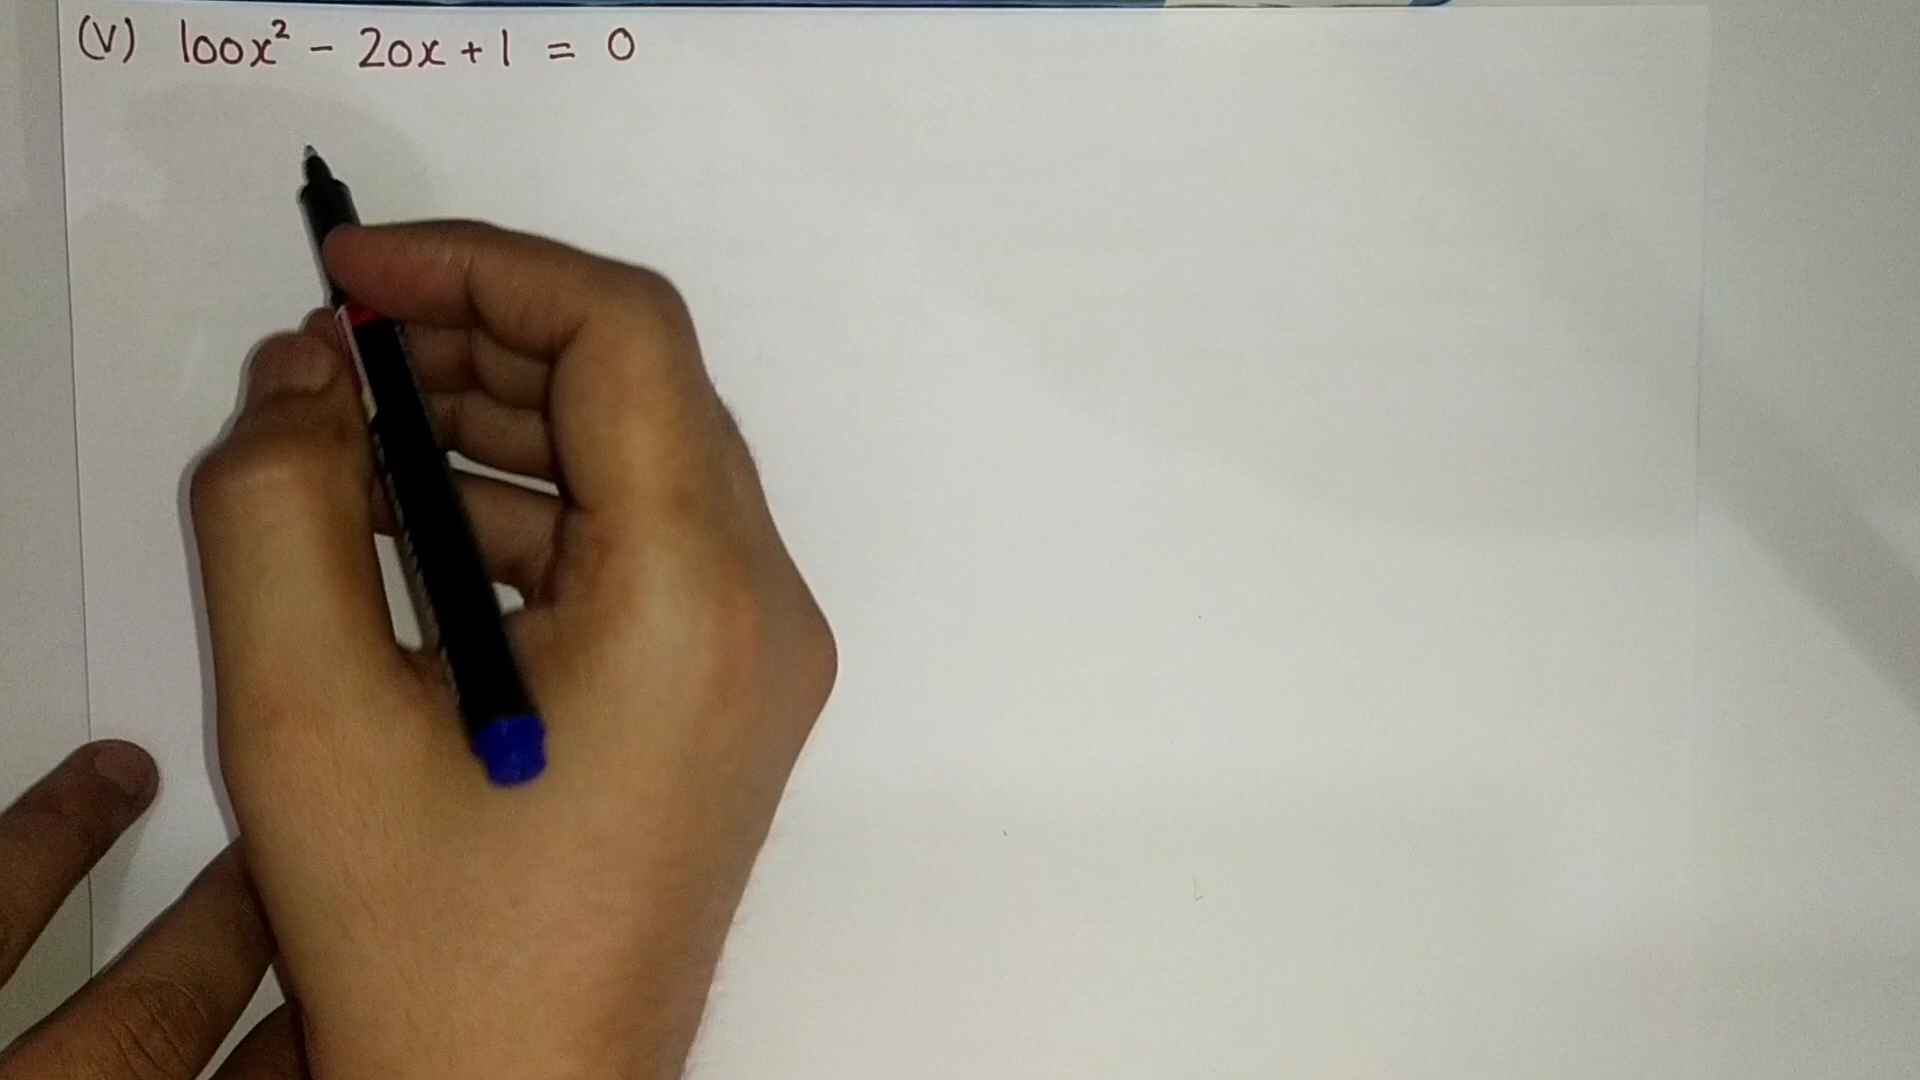 (V) 100x² - 20x + 1 = 0